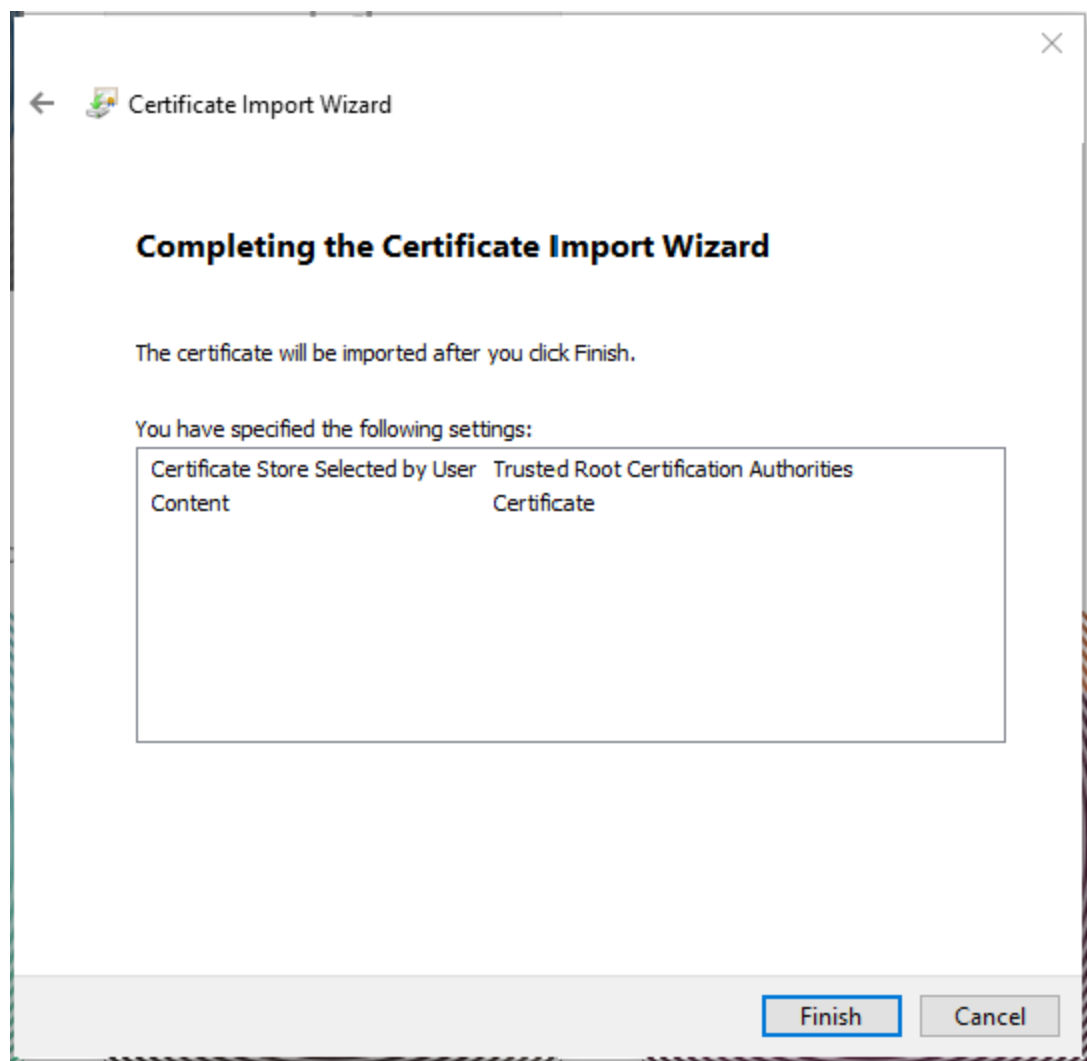 Certificate Import Wizard
Completing the Certificate Import Wizard
The certificate will be imported after you click Finish.
You have specified the following settings:
Certificate Store Selected by User Trusted Root Certification Authorities
Content Certificate
Finish Cancel